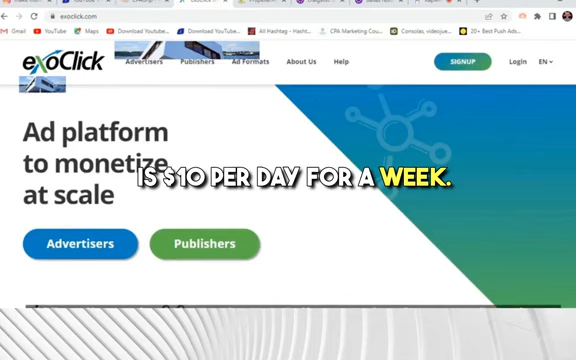 exoclick.com
Gmail
YouTube
Maps
Download Youtube...
Download Youtube...
All Hashtag - Hasht...
CPA Marketing Cour...
Consolas, videojue...
20+ Best Push Ads...
exoClick
Advertisers
Publishers
Ad Formats
About Us
Help
SIGNUP
Login
EN
Ad platform
to monetize
at scale
IS $10 PER DAY FOR A WEEK.
Advertisers
Publishers